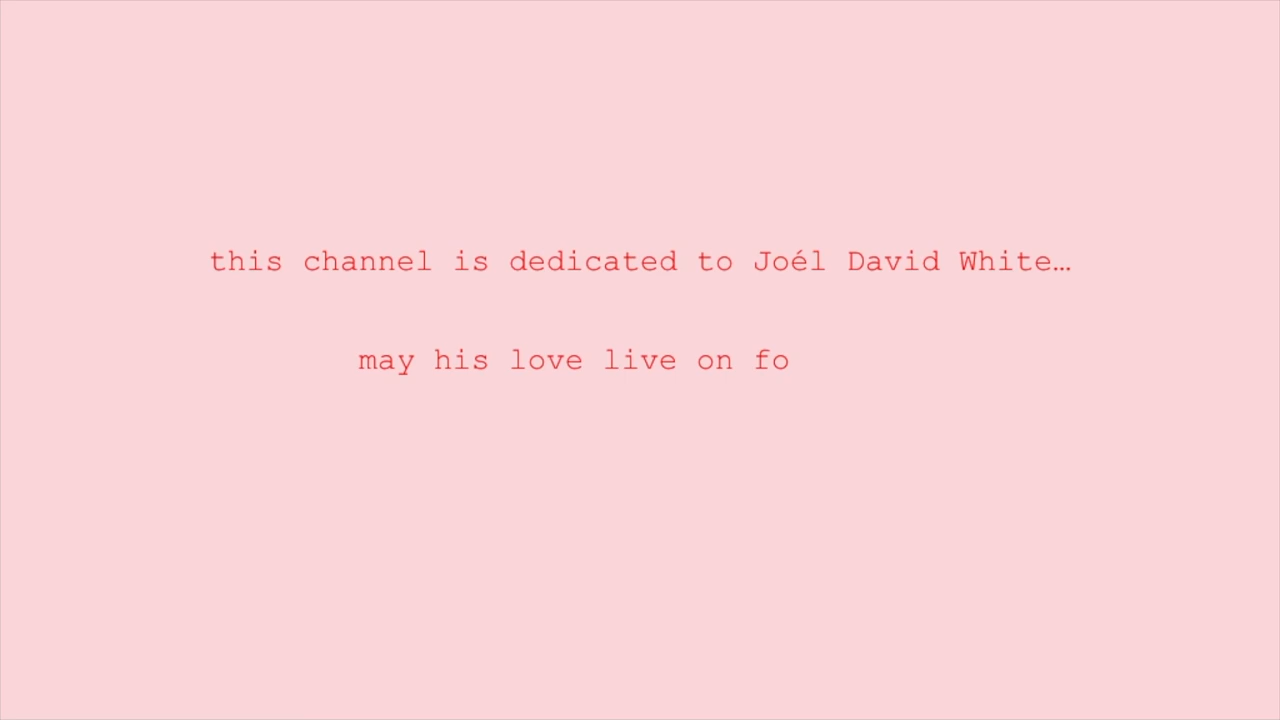 this channel is dedicated to Joél David White…
may his love live on fo